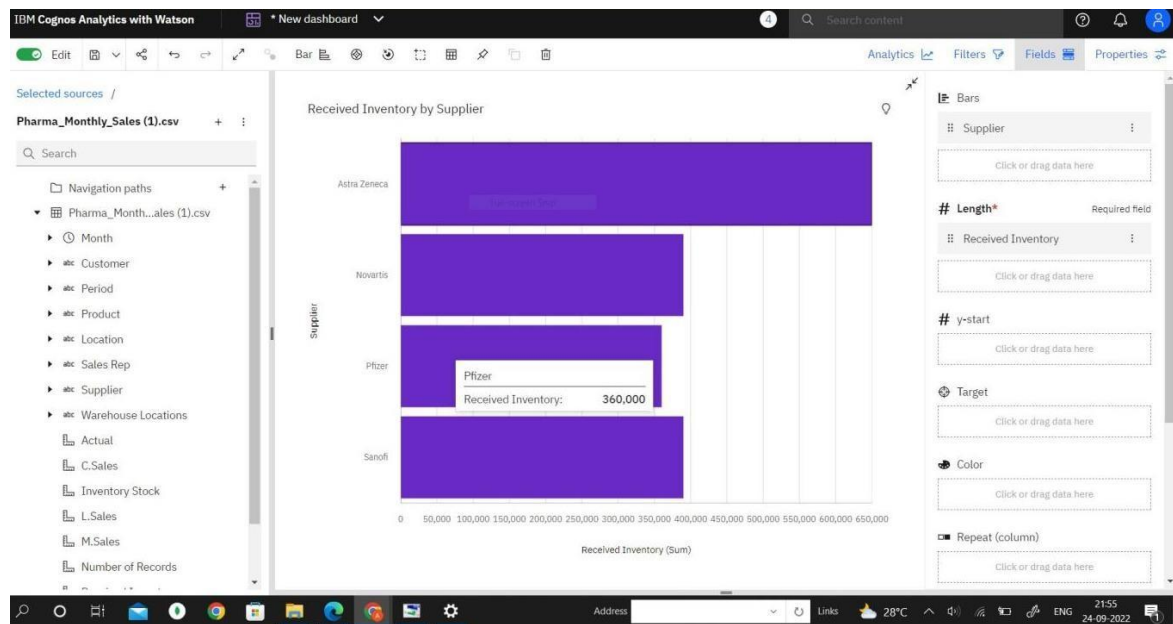 IBM Cognos Analytics with Watson
* New dashboard
4
Search content
Edit
Bar
Analytics
Filters
Fields
Properties
Selected sources /
Pharma_Monthly_Sales (1).csv
Search
Navigation paths
Pharma_Month...ales (1).csv
Month
abc Customer
abc Period
abc Product
abc Location
abc Sales Rep
abc Supplier
abc Warehouse Locations
Actual
C.Sales
Inventory Stock
L.Sales
M.Sales
Number of Records
Received Inventory by Supplier
Supplier
Astra Zeneca
Novartis
Pfizer
Sanofi
Pfizer
Received Inventory: 360,000
0 50,000 100,000 150,000 200,000 250,000 300,000 350,000 400,000 450,000 500,000 550,000 600,000 650,000
Received Inventory (Sum)
Bars
Supplier
Click or drag data here
# Length* Required field
Received Inventory
Click or drag data here
# y-start
Click or drag data here
Target
Click or drag data here
Color
Click or drag data here
Repeat (column)
Click or drag data here
Address
Links
28°C
ENG
21:55
24-09-2022